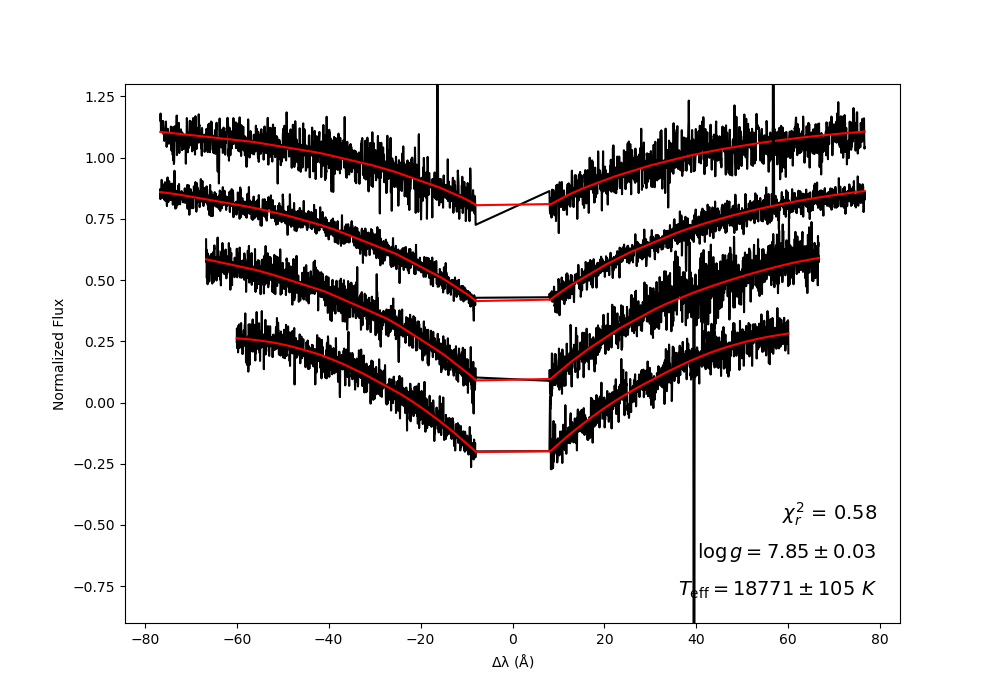 1.25
1.00
0.75
0.50
0.25
0.00
−0.25
−0.50
−0.75
Normalized Flux
χ²ᵣ = 0.58
log g = 7.85 ± 0.03
T_eff = 18771 ± 105 K
−80 −60 −40 −20 0 20 40 60 80
Δλ (Å)